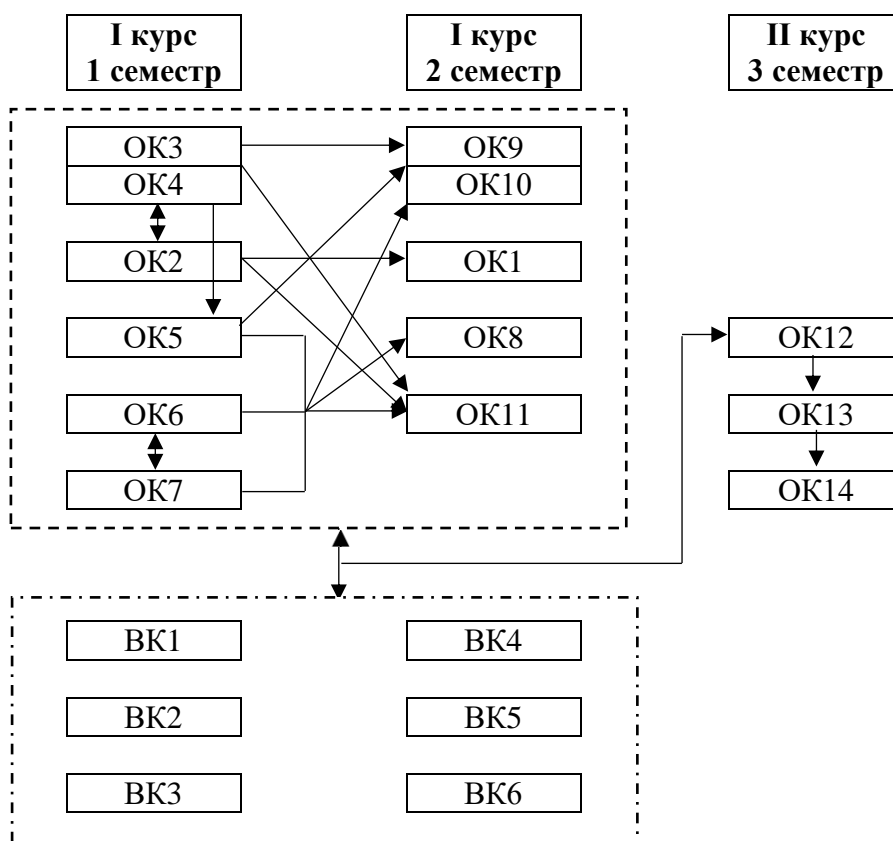 I курс
1 семестр
I курс
2 семестр
II курс
3 семестр
ОК3
ОК9
ОК4
ОК10
ОК2
ОК1
ОК5
ОК8
ОК12
ОК6
ОК11
ОК13
ОК7
ОК14
ВК1
ВК4
ВК2
ВК5
ВК3
ВК6